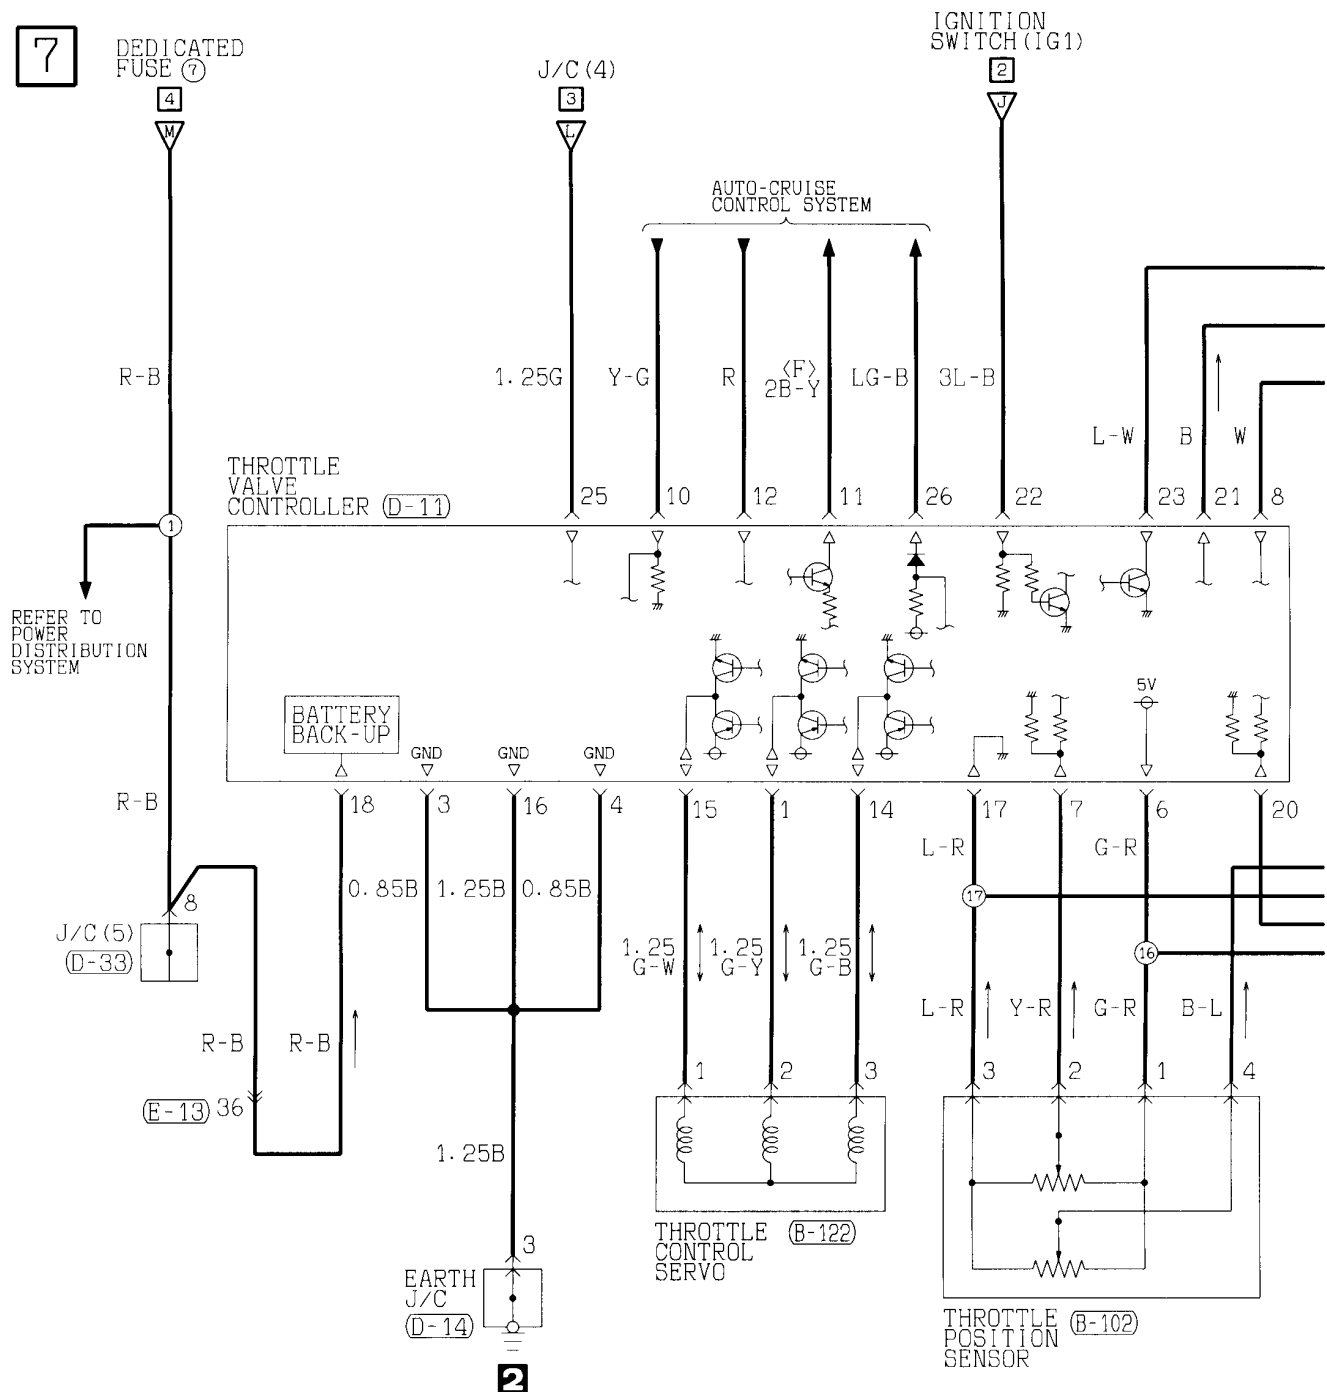 7
DEDICATED
FUSE ⑦
4
M
J/C(4)
3
L
IGNITION
SWITCH(IG1)
2
J
AUTO-CRUISE
CONTROL SYSTEM
R-B
1.25G
Y-G
R
<F>
2B-Y
LG-B
3L-B
L-W
B
W
THROTTLE
VALVE
CONTROLLER (D-11)
25
10
12
11
26
22
23
21
8
1
REFER TO
POWER
DISTRIBUTION
SYSTEM
BATTERY
BACK-UP
GND
GND
GND
5V
R-B
18
3
16
4
15
1
14
17
7
6
20
L-R
G-R
8
0.85B
1.25B
0.85B
17
J/C(5)
(D-33)
1.25
G-W
1.25
G-Y
1.25
G-B
16
R-B
R-B
L-R
Y-R
G-R
B-L
1
2
3
3
2
1
4
(E-13) 36
1.25B
3
EARTH
J/C
(D-14)
2
THROTTLE
CONTROL
SERVO
(B-122)
THROTTLE
POSITION
SENSOR
(B-102)